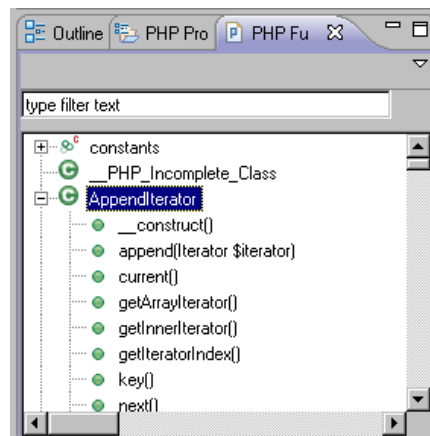 Outline PHP Pro PHP Fu
type filter text
constants
__PHP_Incomplete_Class
AppendIterator
__construct()
append(Iterator $iterator)
current()
getArrayIterator()
getInnerIterator()
getIteratorIndex()
key()
next()